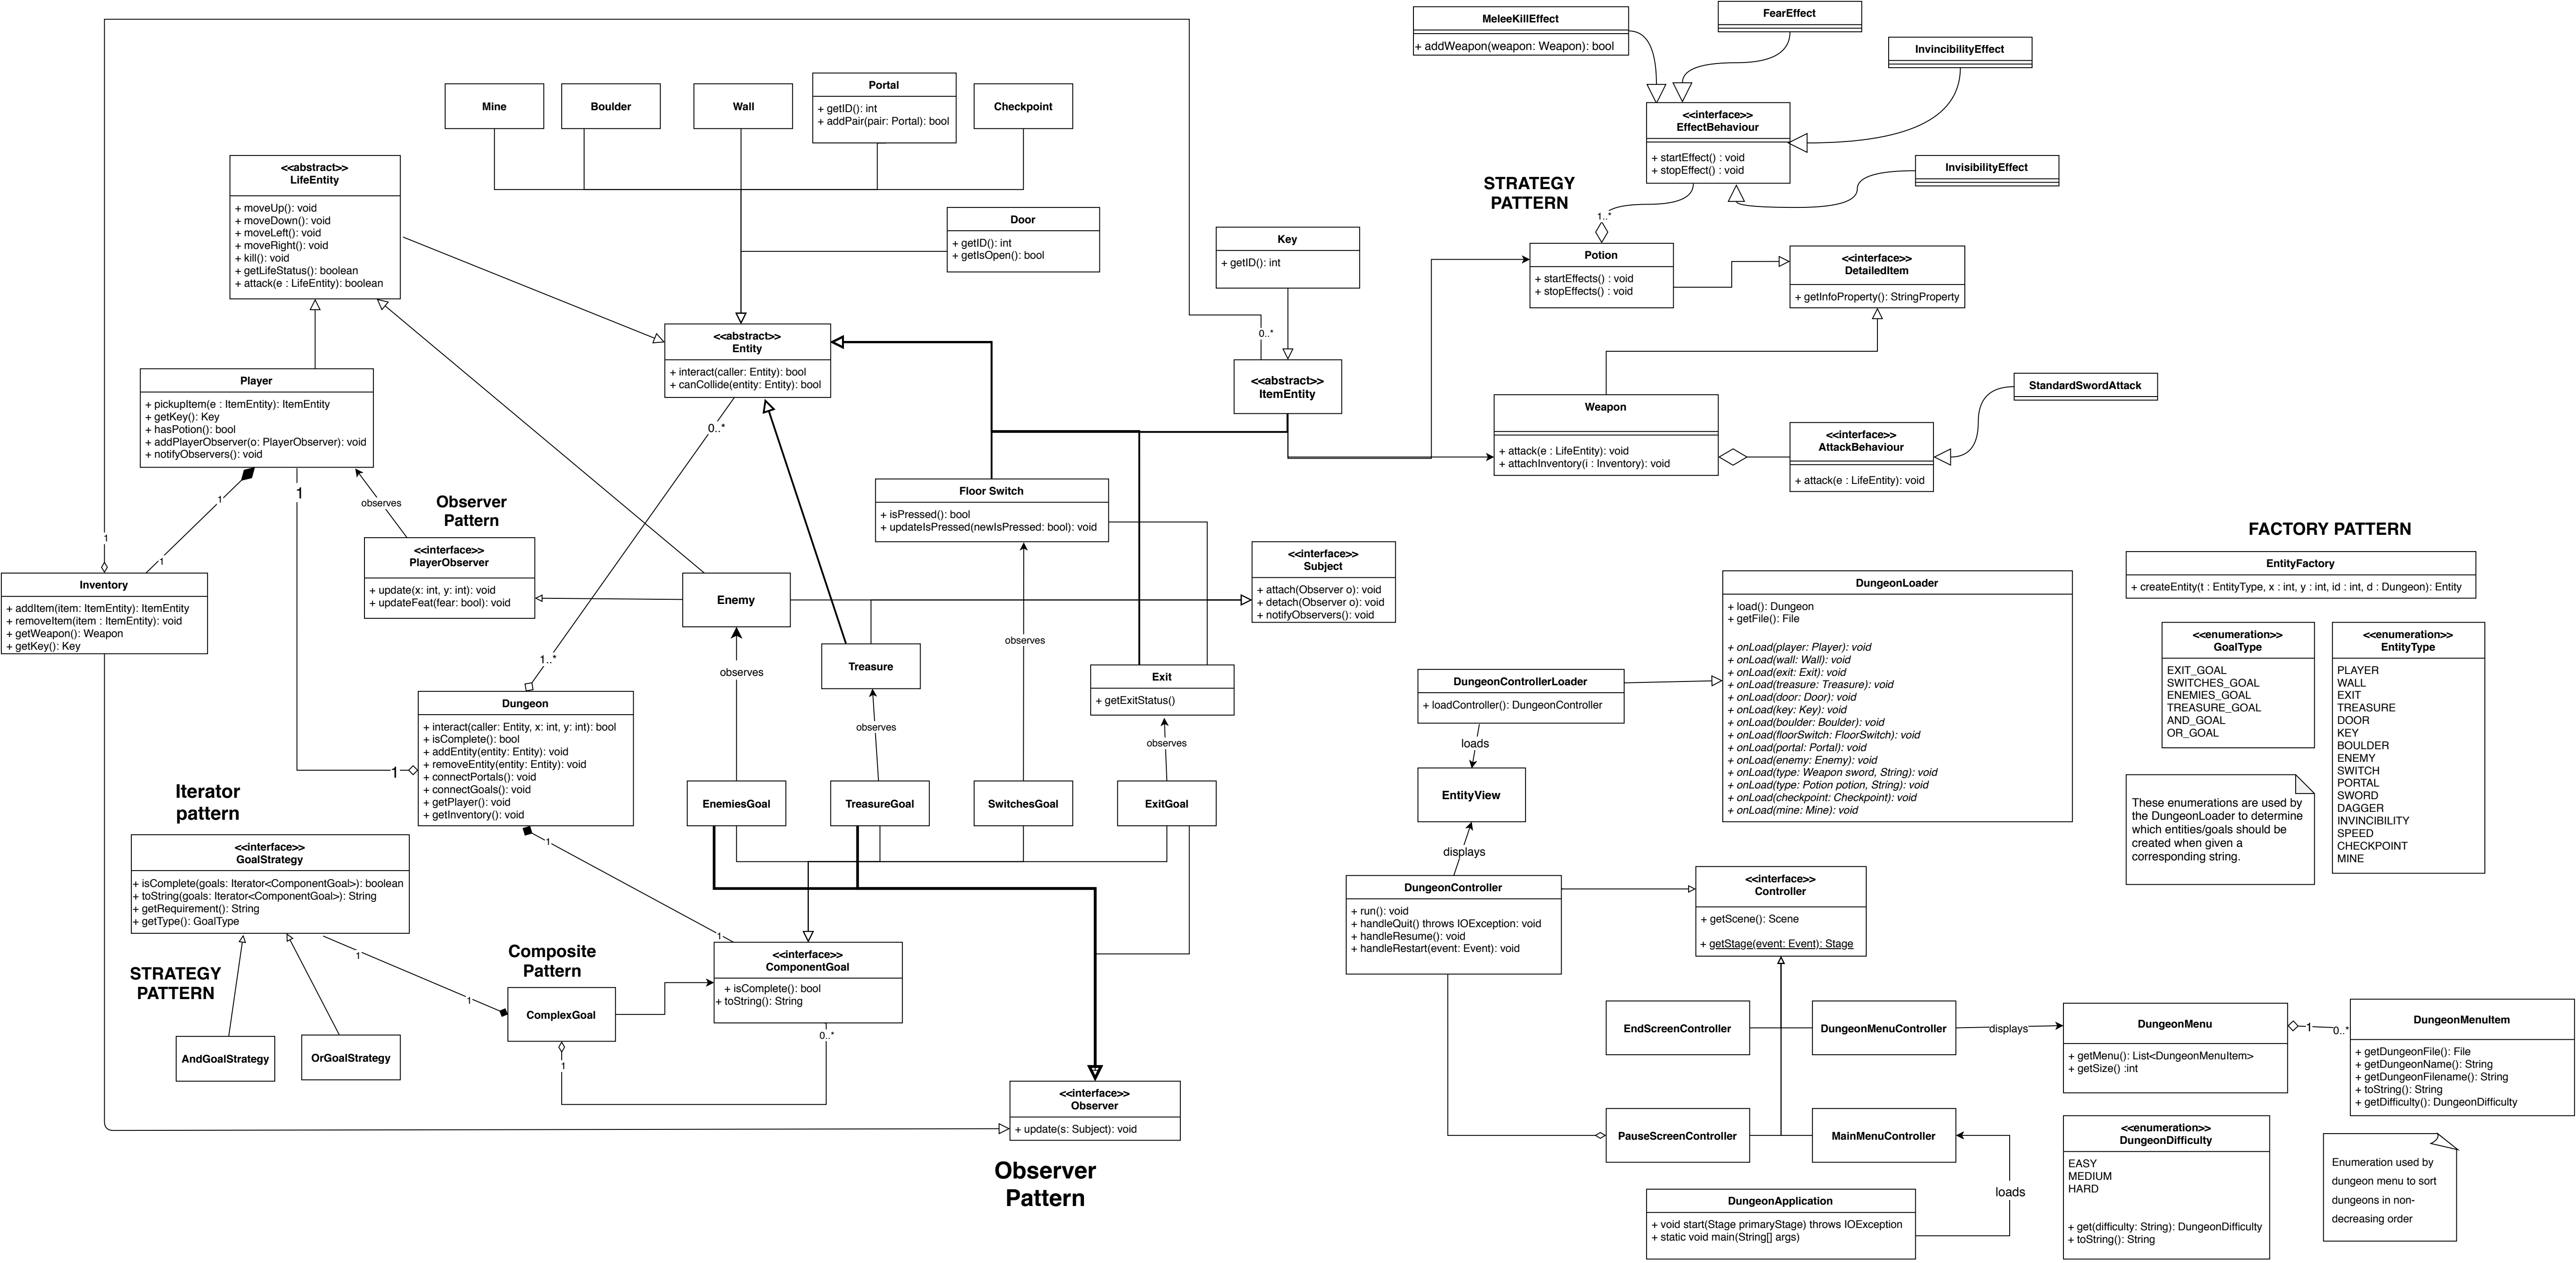 MeleeKillEffect
+ addWeapon(weapon: Weapon): bool
FearEffect
InvincibilityEffect
<<interface>>
EffectBehaviour
+ startEffect() : void
+ stopEffect() : void
InvisibilityEffect
STRATEGY
PATTERN
1..*
Mine
Boulder
Wall
Portal
+ getID(): int
+ addPair(pair: Portal): bool
Checkpoint
<<abstract>>
LifeEntity
+ moveUp(): void
+ moveDown(): void
+ moveLeft(): void
+ moveRight(): void
+ kill(): void
+ getLifeStatus(): boolean
+ attack(e : LifeEntity): boolean
Door
+ getID(): int
+ getIsOpen(): bool
Key
+ getID(): int
Potion
+ startEffects() : void
+ stopEffects() : void
<<interface>>
DetailedItem
+ getInfoProperty(): StringProperty
<<abstract>>
Entity
+ interact(caller: Entity): bool
+ canCollide(entity: Entity): bool
0..*
0..*
<<abstract>>
ItemEntity
Player
+ pickupItem(e : ItemEntity): ItemEntity
+ getKey(): Key
+ hasPotion(): bool
+ addPlayerObserver(o: PlayerObserver): void
+ notifyObservers(): void
Weapon
+ attack(e : LifeEntity): void
+ attachInventory(i : Inventory): void
<<interface>>
AttackBehaviour
+ attack(e : LifeEntity): void
StandardSwordAttack
1
1
observes
Observer
Pattern
<<interface>>
PlayerObserver
+ update(x: int, y: int): void
+ updateFeat(fear: bool): void
Floor Switch
+ isPressed(): bool
+ updateIsPressed(newIsPressed: bool): void
1
1
Inventory
+ addItem(item: ItemEntity): ItemEntity
+ removeItem(item : ItemEntity): void
+ getWeapon(): Weapon
+ getKey(): Key
Enemy
<<interface>>
Subject
+ attach(Observer o): void
+ detach(Observer o): void
+ notifyObservers(): void
observes
observes
1..*
Treasure
Exit
+ getExitStatus()
Dungeon
+ interact(caller: Entity, x: int, y: int): bool
+ isComplete(): bool
+ addEntity(entity: Entity): void
+ removeEntity(entity: Entity): void
+ connectPortals(): void
+ connectGoals(): void
+ getPlayer(): void
+ getInventory(): void
1
observes
observes
EnemiesGoal
TreasureGoal
SwitchesGoal
ExitGoal
Iterator
pattern
<<interface>>
GoalStrategy
+ isComplete(goals: Iterator<ComponentGoal>): boolean
+ toString(goals: Iterator<ComponentGoal>): String
+ getRequirement(): String
+ getType(): GoalType
1
1
1
1
STRATEGY
PATTERN
Composite
Pattern
<<interface>>
ComponentGoal
+ isComplete(): bool
+ toString(): String
0..*
ComplexGoal
1
AndGoalStrategy
OrGoalStrategy
<<interface>>
Observer
+ update(s: Subject): void
Observer
Pattern
FACTORY PATTERN
EntityFactory
+ createEntity(t : EntityType, x : int, y : int, id : int, d : Dungeon): Entity
<<enumeration>>
GoalType
EXIT_GOAL
SWITCHES_GOAL
ENEMIES_GOAL
TREASURE_GOAL
AND_GOAL
OR_GOAL
<<enumeration>>
EntityType
PLAYER
WALL
EXIT
TREASURE
DOOR
KEY
BOULDER
ENEMY
SWITCH
PORTAL
SWORD
DAGGER
INVINCIBILITY
SPEED
CHECKPOINT
MINE
These enumerations are used by
the DungeonLoader to determine
which entities/goals should be
created when given a
corresponding string.
DungeonLoader
+ load(): Dungeon
+ getFile(): File
+ onLoad(player: Player): void
+ onLoad(wall: Wall): void
+ onLoad(exit: Exit): void
+ onLoad(treasure: Treasure): void
+ onLoad(door: Door): void
+ onLoad(key: Key): void
+ onLoad(boulder: Boulder): void
+ onLoad(floorSwitch: FloorSwitch): void
+ onLoad(portal: Portal): void
+ onLoad(enemy: Enemy): void
+ onLoad(type: Weapon sword, String): void
+ onLoad(type: Potion potion, String): void
+ onLoad(checkpoint: Checkpoint): void
+ onLoad(mine: Mine): void
DungeonControllerLoader
+ loadController(): DungeonController
loads
EntityView
displays
DungeonController
+ run(): void
+ handleQuit() throws IOException: void
+ handleResume(): void
+ handleRestart(event: Event): void
<<interface>>
Controller
+ getScene(): Scene
+ getStage(event: Event): Stage
EndScreenController
DungeonMenuController
displays
DungeonMenu
+ getMenu(): List<DungeonMenuItem>
+ getSize() :int
1
0..*
DungeonMenuItem
+ getDungeonFile(): File
+ getDungeonName(): String
+ getDungeonFilename(): String
+ toString(): String
+ getDifficulty(): DungeonDifficulty
PauseScreenController
MainMenuController
loads
DungeonApplication
+ void start(Stage primaryStage) throws IOException
+ static void main(String[] args)
<<enumeration>>
DungeonDifficulty
EASY
MEDIUM
HARD
+ get(difficulty: String): DungeonDifficulty
+ toString(): String
Enumeration used by
dungeon menu to sort
dungeons in non-
decreasing order